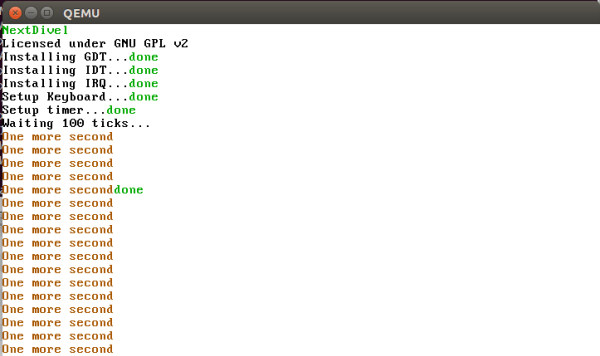 QEMU
NextDivel
Licensed under GNU GPL v2
Installing GDT...done
Installing IDT...done
Installing IRQ...done
Setup Keyboard...done
Setup timer...done
Waiting 100 ticks...
One more second
One more second
One more second
One more second
One more seconddone
One more second
One more second
One more second
One more second
One more second
One more second
One more second
One more second
One more second
One more second
One more second
One more second